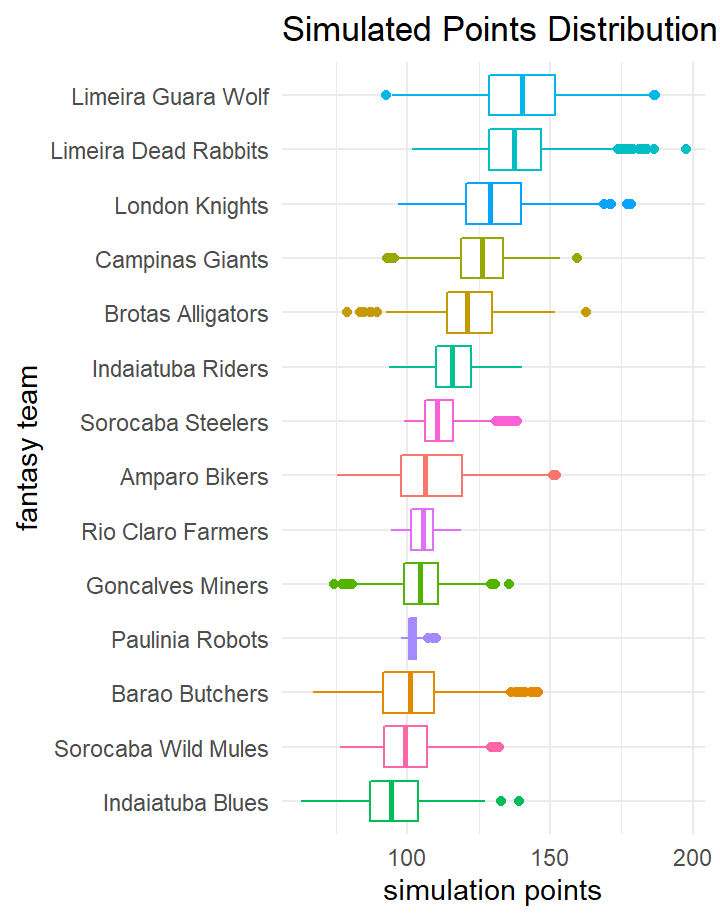 Simulated Points Distribution
Limeira Guara Wolf
Limeira Dead Rabbits
London Knights
Campinas Giants
Brotas Alligators
Indaiatuba Riders
Sorocaba Steelers
Amparo Bikers
Rio Claro Farmers
Goncalves Miners
Paulinia Robots
Barao Butchers
Sorocaba Wild Mules
Indaiatuba Blues
fantasy team
100 150 200
simulation points